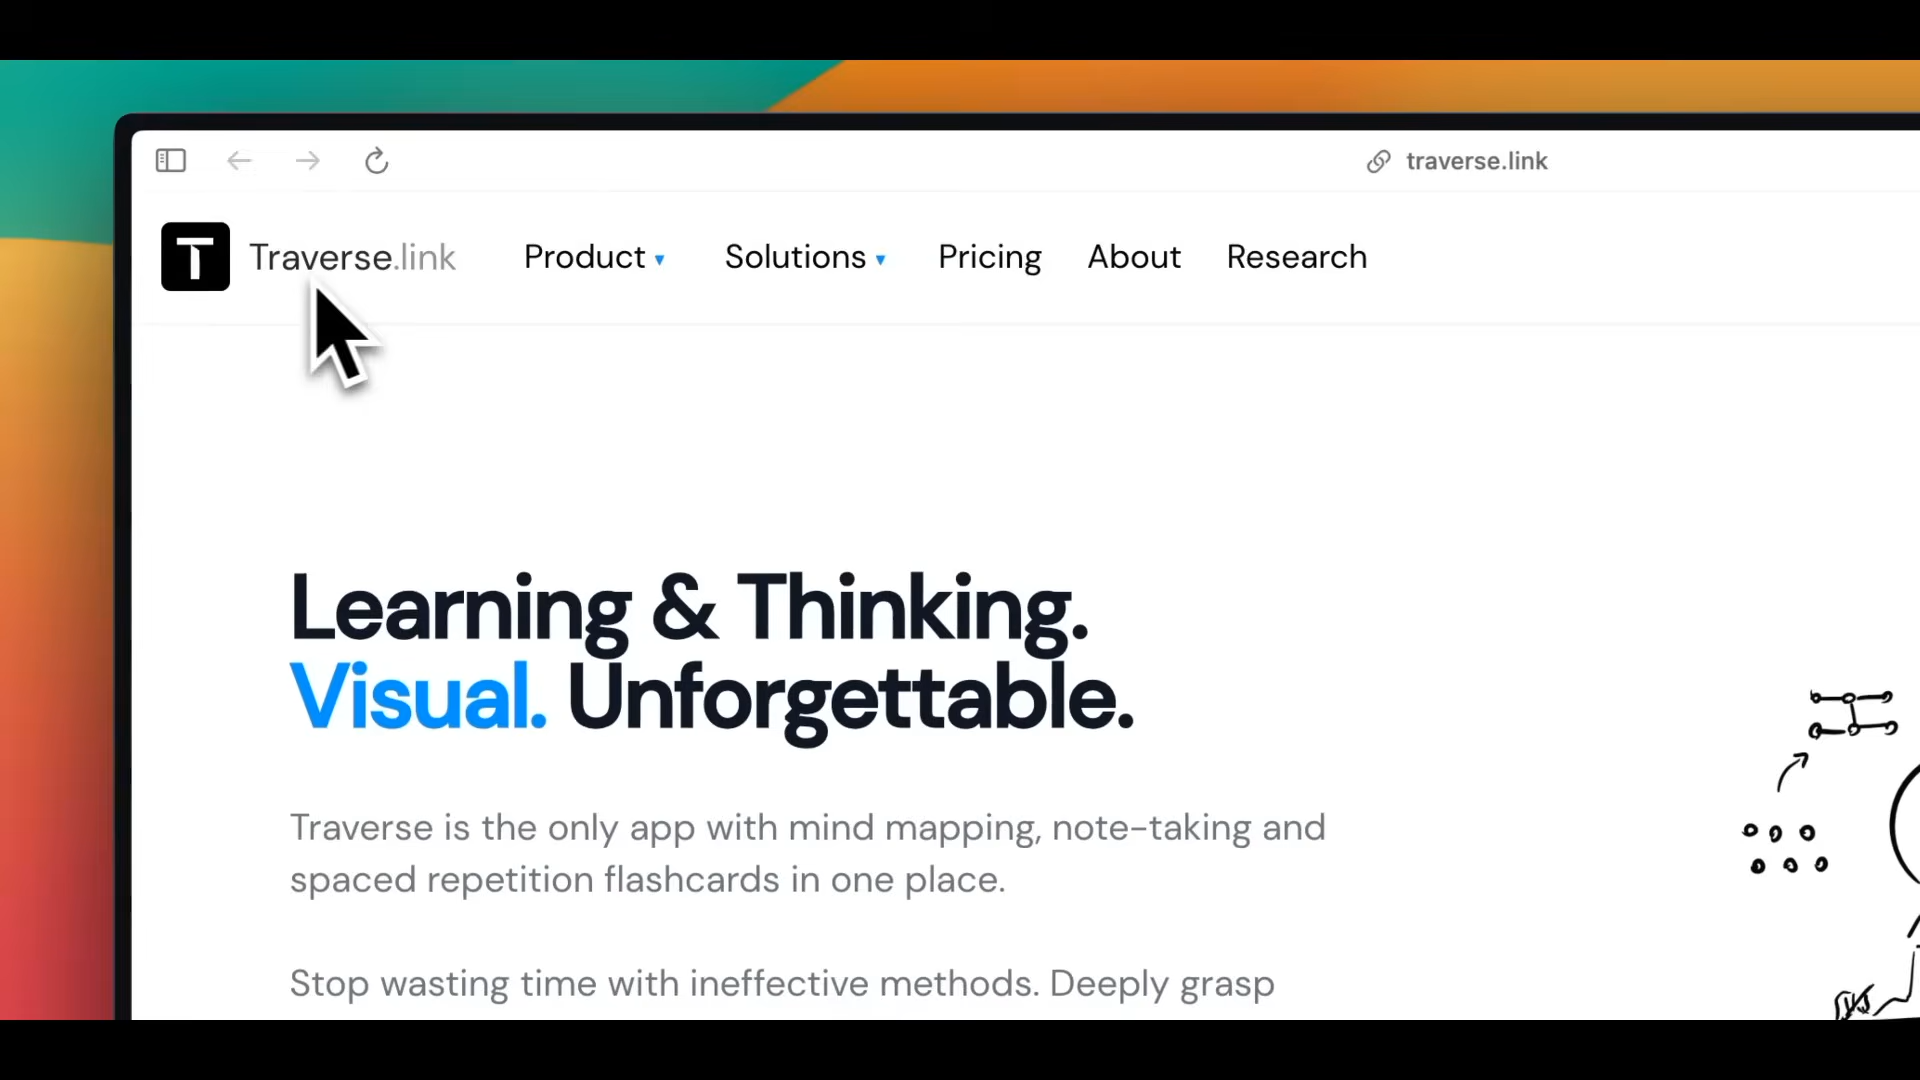 traverse.link
T Traverse.link Product Solutions Pricing About Research
Learning & Thinking.
Visual. Unforgettable.
Traverse is the only app with mind mapping, note-taking and
spaced repetition flashcards in one place.
Stop wasting time with ineffective methods. Deeply grasp